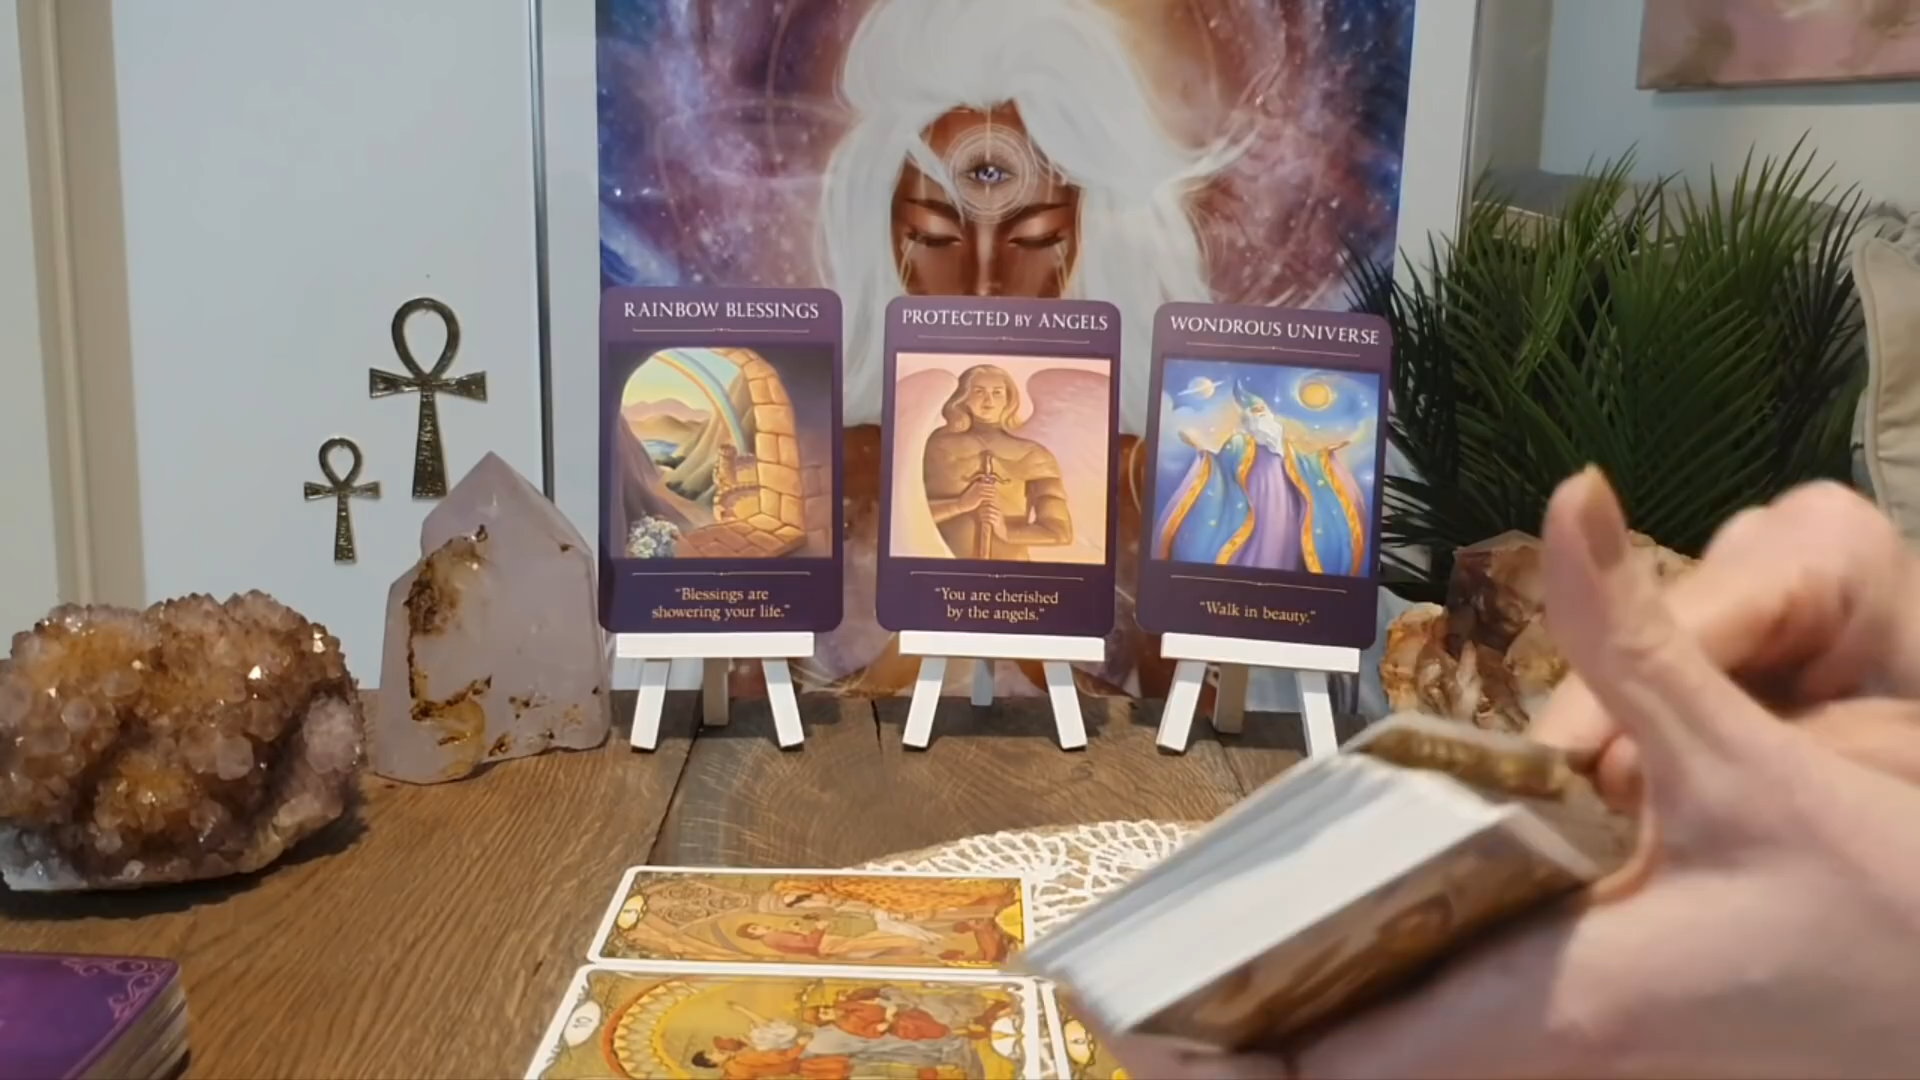 RAINBOW BLESSINGS
"Blessings are
showering your life."
PROTECTED BY ANGELS
"You are cherished
by the angels."
WONDROUS UNIVERSE
"Walk in beauty."
10